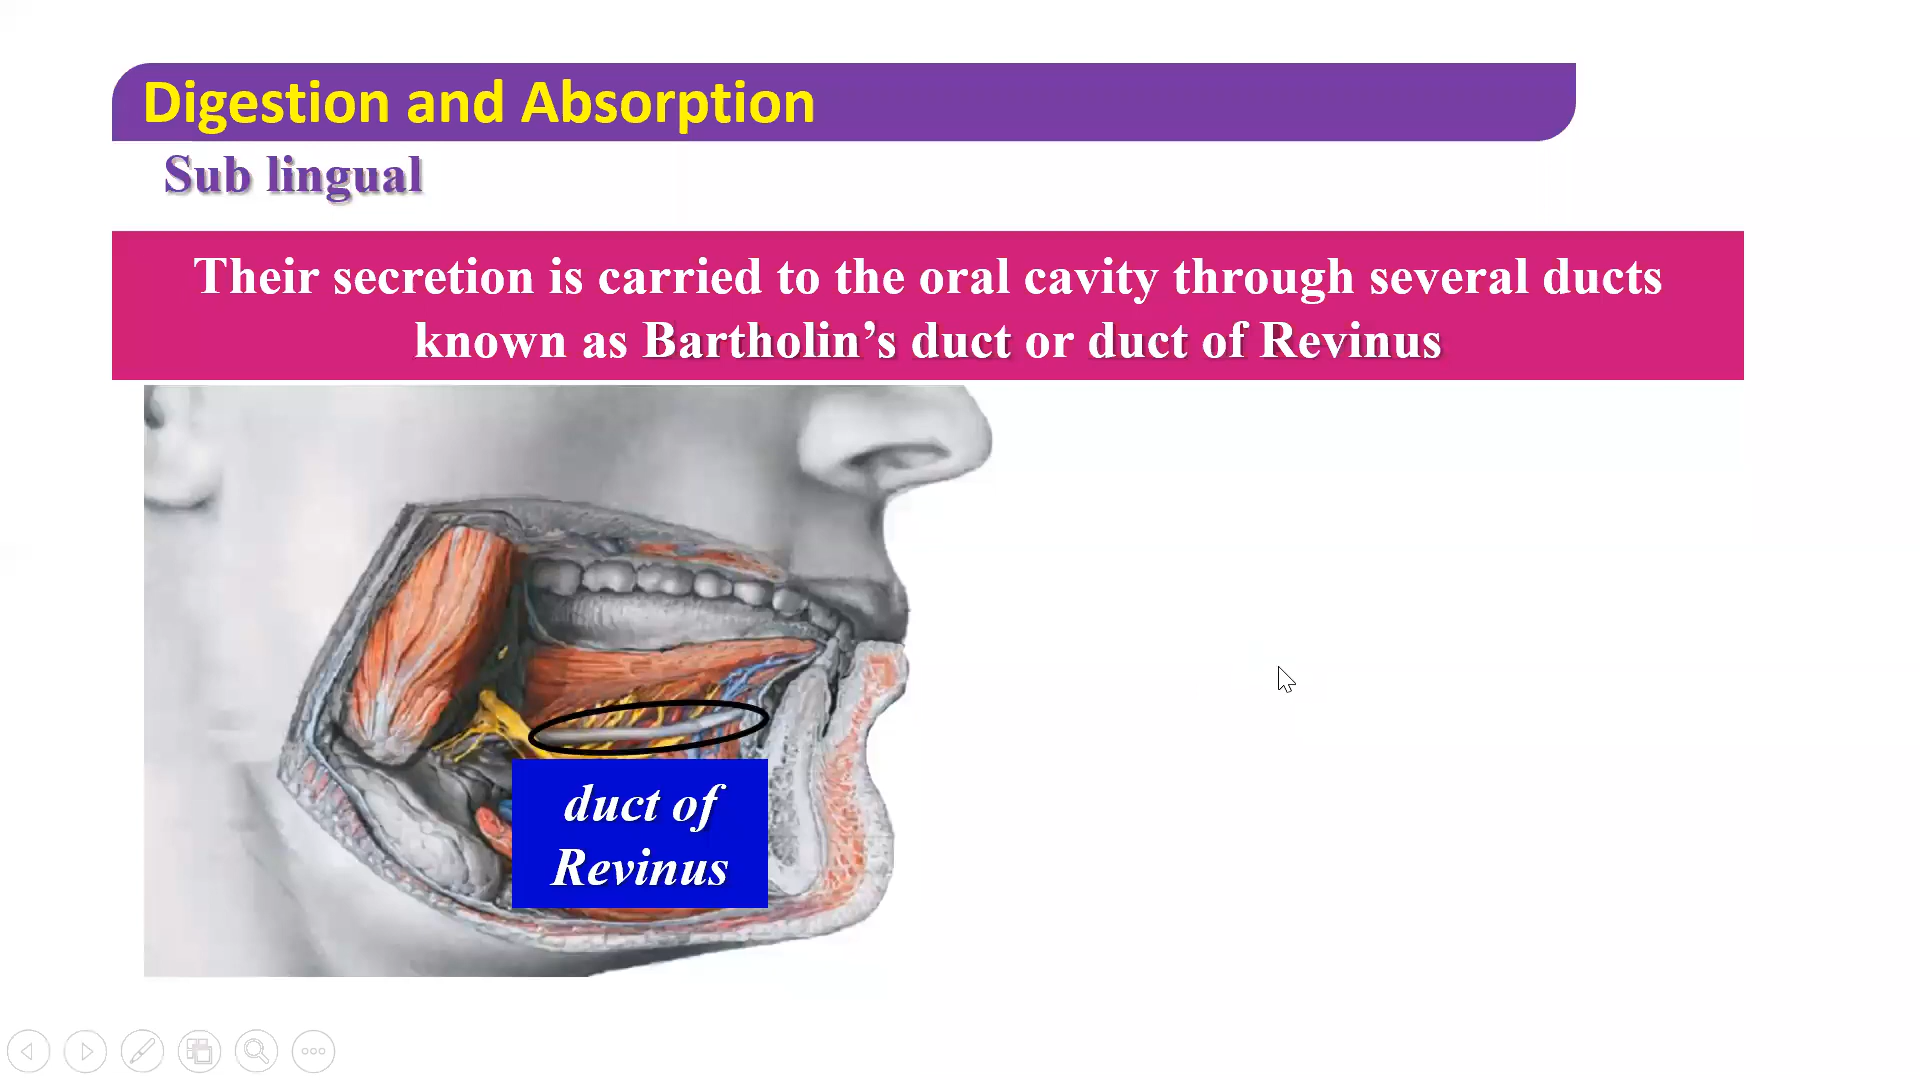 Digestion and Absorption
Sub lingual
Their secretion is carried to the oral cavity through several ducts
known as Bartholin’s duct or duct of Revinus
duct of
Revinus